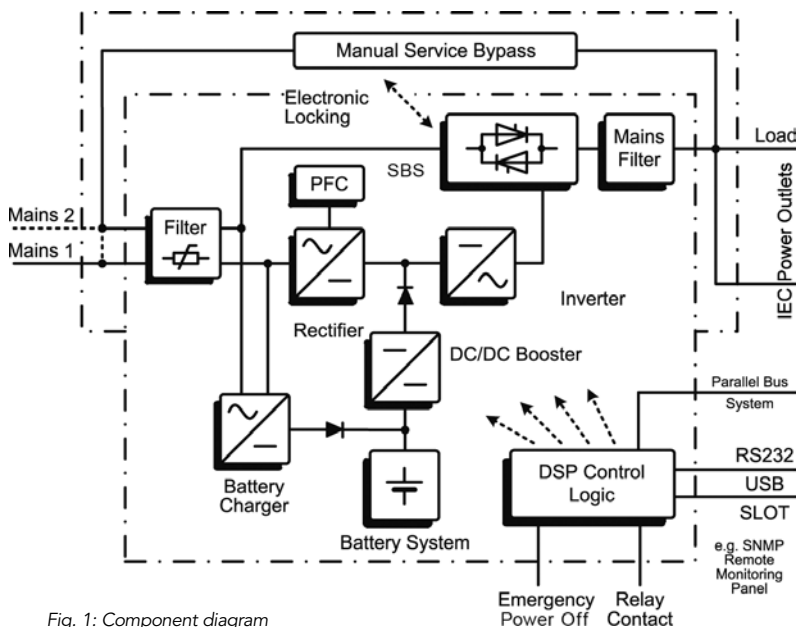 Manual Service Bypass
Electronic
Locking
SBS
Mains
Filter
Load
IEC Power Outlets
PFC
Mains 2
Mains 1
Filter
Rectifier
Inverter
DC/DC Booster
Battery
Charger
Battery System
DSP Control
Logic
Parallel Bus
System
RS232
USB
SLOT
e.g. SNMP
Remote
Monitoring
Panel
Emergency
Power Off
Relay
Contact
Fig. 1: Component diagram